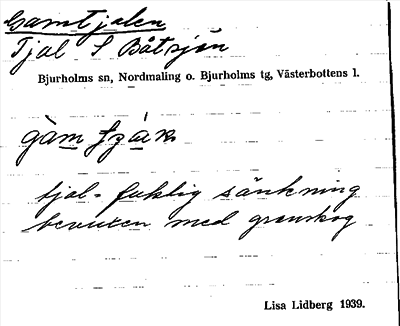 Gamtjalen
Tjal S Båtsjön
Bjurholms sn, Nordmaling o. Bjurholms tg, Västerbottens l.
gàm
tjal = fuktig sänkning
bevuxen med granskog
Lisa Lidberg 1939.